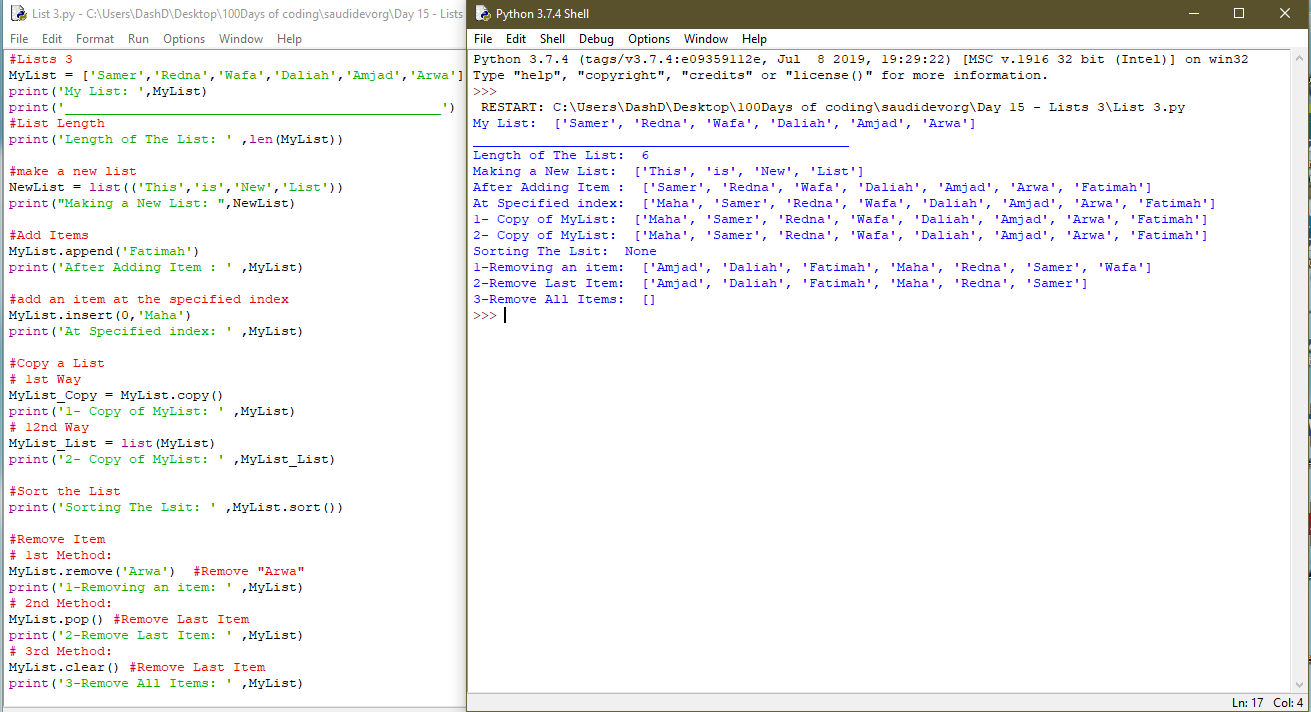 List 3.py - C:\Users\DashD\Desktop\100Days of coding\saudidevorg\Day 15 - Lists
File Edit Format Run Options Window Help
#Lists 3
MyList = ['Samer','Redna','Wafa','Daliah','Amjad','Arwa']
print('My List: ',MyList)
print('_______________________________________________')
#List Length
print('Length of The List: ' ,len(MyList))
#make a new list
NewList = list(('This','is','New','List'))
print("Making a New List: ",NewList)
#Add Items
MyList.append('Fatimah')
print('After Adding Item : ' ,MyList)
#add an item at the specified index
MyList.insert(0,'Maha')
print('At Specified index: ' ,MyList)
#Copy a List
# 1st Way
MyList_Copy = MyList.copy()
print('1- Copy of MyList: ' ,MyList)
# 12nd Way
MyList_List = list(MyList)
print('2- Copy of MyList: ' ,MyList_List)
#Sort the List
print('Sorting The Lsit: ' ,MyList.sort())
#Remove Item
# 1st Method:
MyList.remove('Arwa')  #Remove "Arwa"
print('1-Removing an item: ' ,MyList)
# 2nd Method:
MyList.pop() #Remove Last Item
print('2-Remove Last Item: ' ,MyList)
# 3rd Method:
MyList.clear() #Remove Last Item
print('3-Remove All Items: ' ,MyList)
Python 3.7.4 Shell
File Edit Shell Debug Options Window Help
Python 3.7.4 (tags/v3.7.4:e09359112e, Jul  8 2019, 19:29:22) [MSC v.1916 32 bit (Intel)] on win32
Type "help", "copyright", "credits" or "license()" for more information.
>>>
 RESTART: C:\Users\DashD\Desktop\100Days of coding\saudidevorg\Day 15 - Lists 3\List 3.py
My List:  ['Samer', 'Redna', 'Wafa', 'Daliah', 'Amjad', 'Arwa']
_______________________________________________
Length of The List:  6
Making a New List:  ['This', 'is', 'New', 'List']
After Adding Item :  ['Samer', 'Redna', 'Wafa', 'Daliah', 'Amjad', 'Arwa', 'Fatimah']
At Specified index:  ['Maha', 'Samer', 'Redna', 'Wafa', 'Daliah', 'Amjad', 'Arwa', 'Fatimah']
1- Copy of MyList:  ['Maha', 'Samer', 'Redna', 'Wafa', 'Daliah', 'Amjad', 'Arwa', 'Fatimah']
2- Copy of MyList:  ['Maha', 'Samer', 'Redna', 'Wafa', 'Daliah', 'Amjad', 'Arwa', 'Fatimah']
Sorting The Lsit:  None
1-Removing an item:  ['Amjad', 'Daliah', 'Fatimah', 'Maha', 'Redna', 'Samer', 'Wafa']
2-Remove Last Item:  ['Amjad', 'Daliah', 'Fatimah', 'Maha', 'Redna', 'Samer']
3-Remove All Items:  []
>>>
Ln: 17 Col: 4